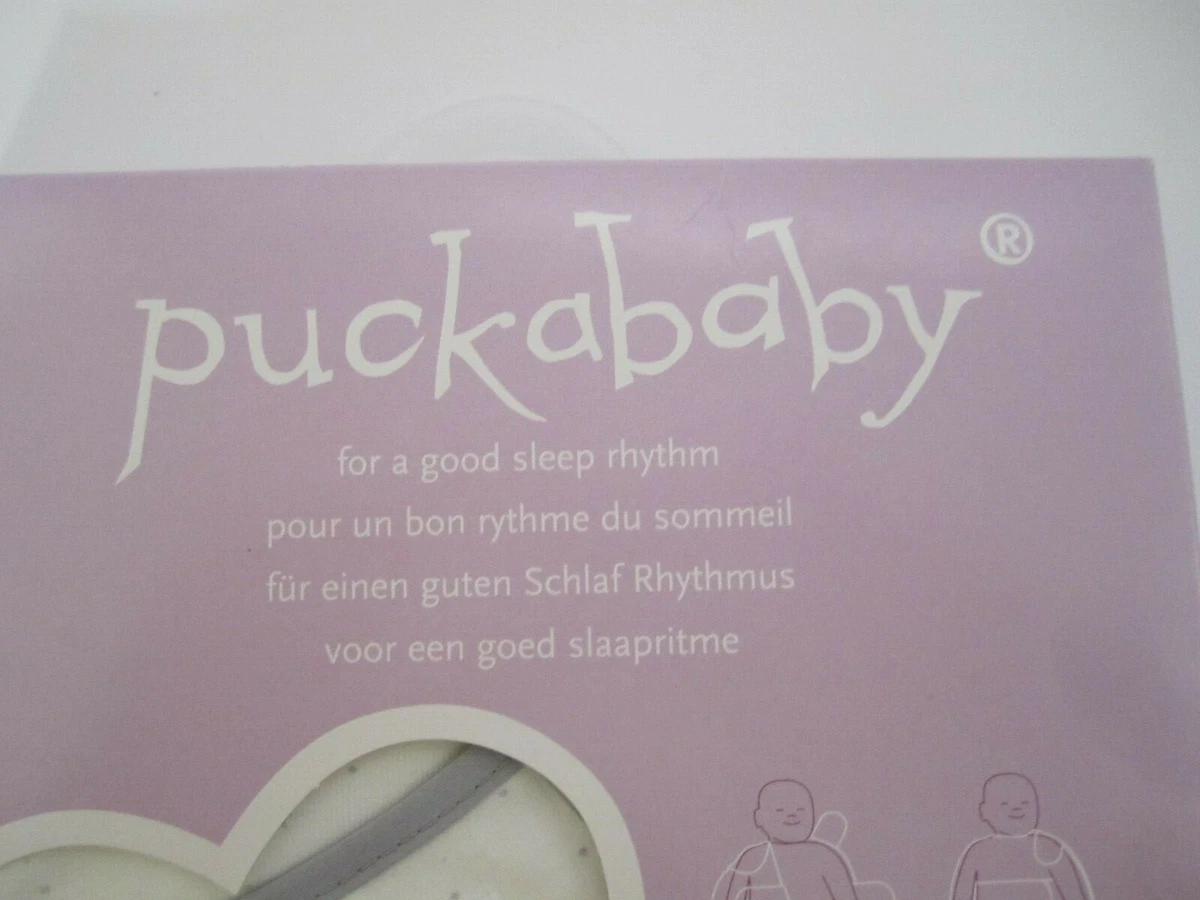 puckababy®
for a good sleep rhythm
pour un bon rythme du sommeil
für einen guten Schlaf Rhythmus
voor een goed slaapritme